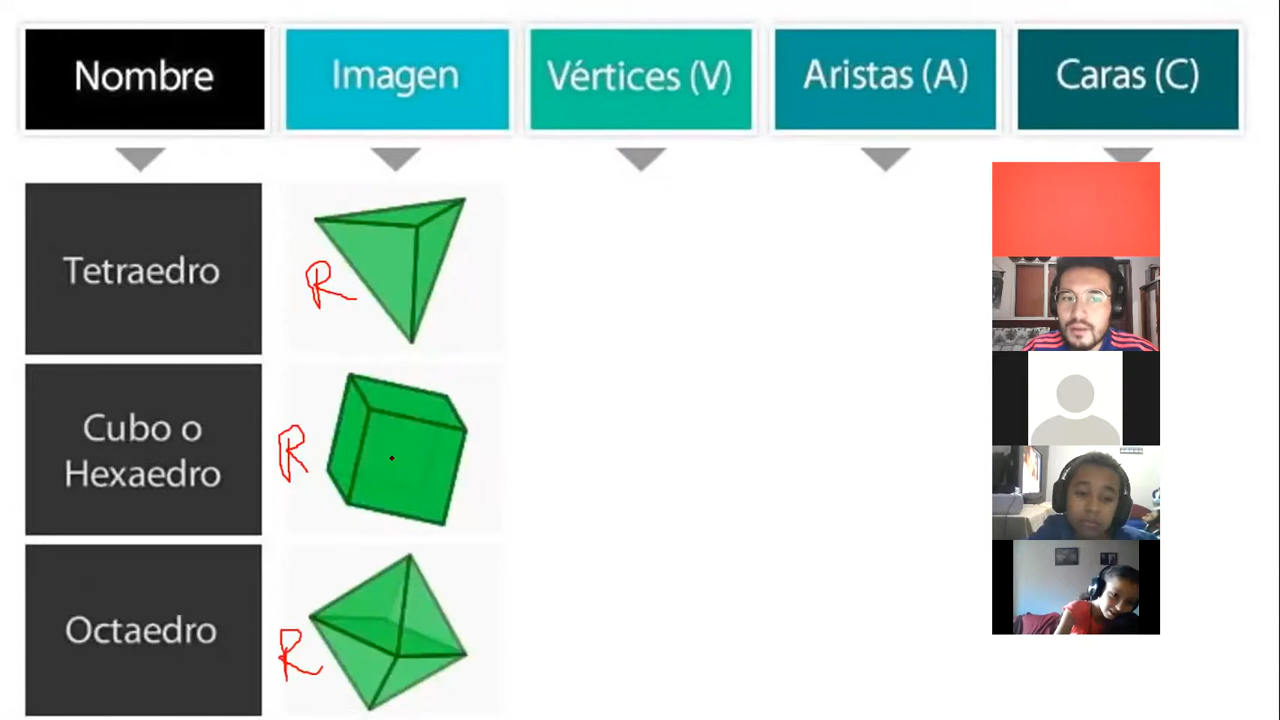 Nombre
Imagen
Vértices (V)
Aristas (A)
Caras (C)
Tetraedro
R
Cubo o
Hexaedro
R
Octaedro
R